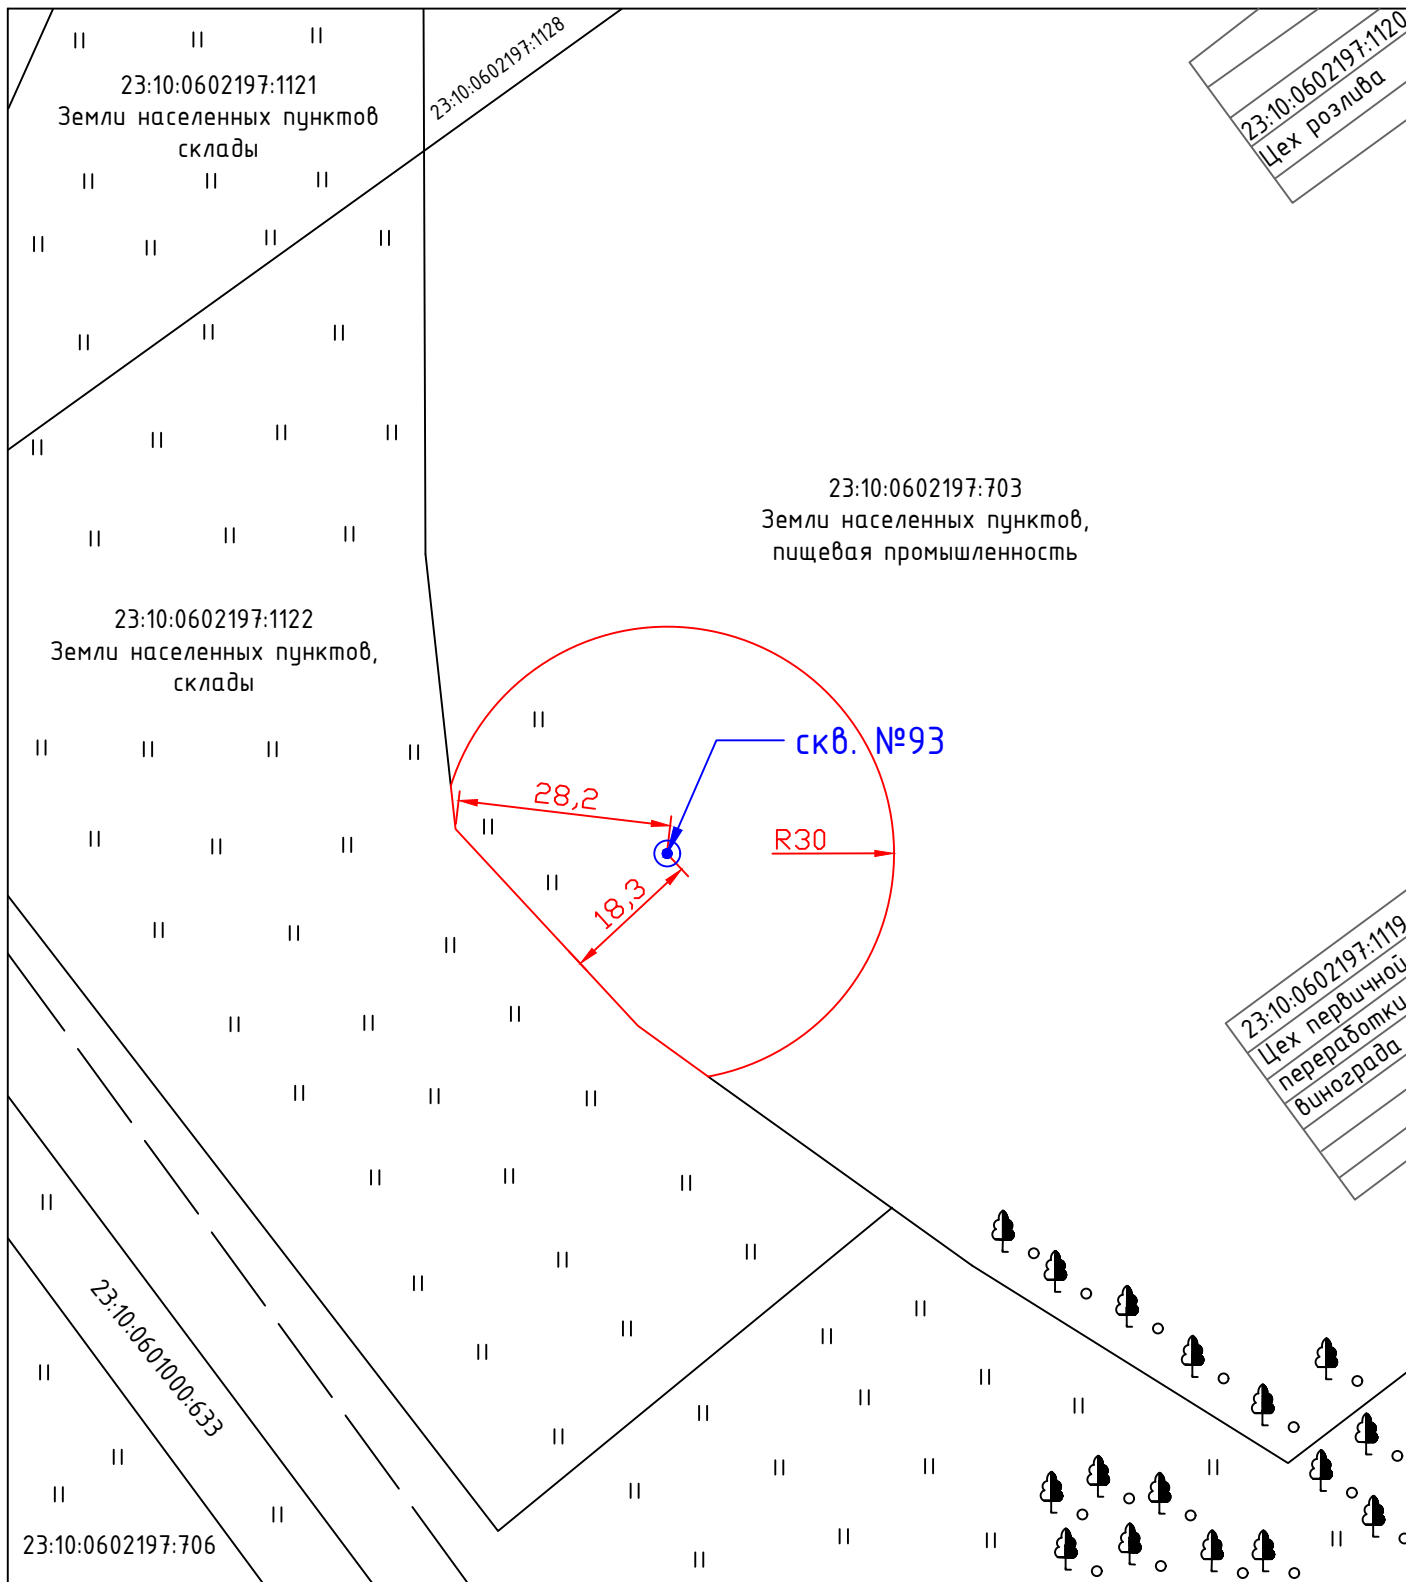 23:10:0602197:1121
Земли населенных пунктов
склады
23:10:0602197:1128
23:10:0602197:1120
Цех розлива
23:10:0602197:703
Земли населенных пунктов,
пищевая промышленность
23:10:0602197:1122
Земли населенных пунктов,
склады
скв. №93
28,2
R30
18,3
23:10:0602197:1119
Цех первичной
переработки
винограда
23:10:0601000:633
23:10:0602197:706